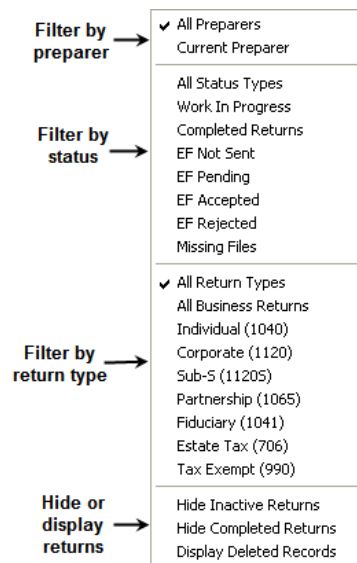 Filter by
preparer
✓ All Preparers
Current Preparer
Filter by
status
All Status Types
Work In Progress
Completed Returns
EF Not Sent
EF Pending
EF Accepted
EF Rejected
Missing Files
Filter by
return type
✓ All Return Types
All Business Returns
Individual (1040)
Corporate (1120)
Sub-S (1120S)
Partnership (1065)
Fiduciary (1041)
Estate Tax (706)
Tax Exempt (990)
Hide or
display
returns
Hide Inactive Returns
Hide Completed Returns
Display Deleted Records